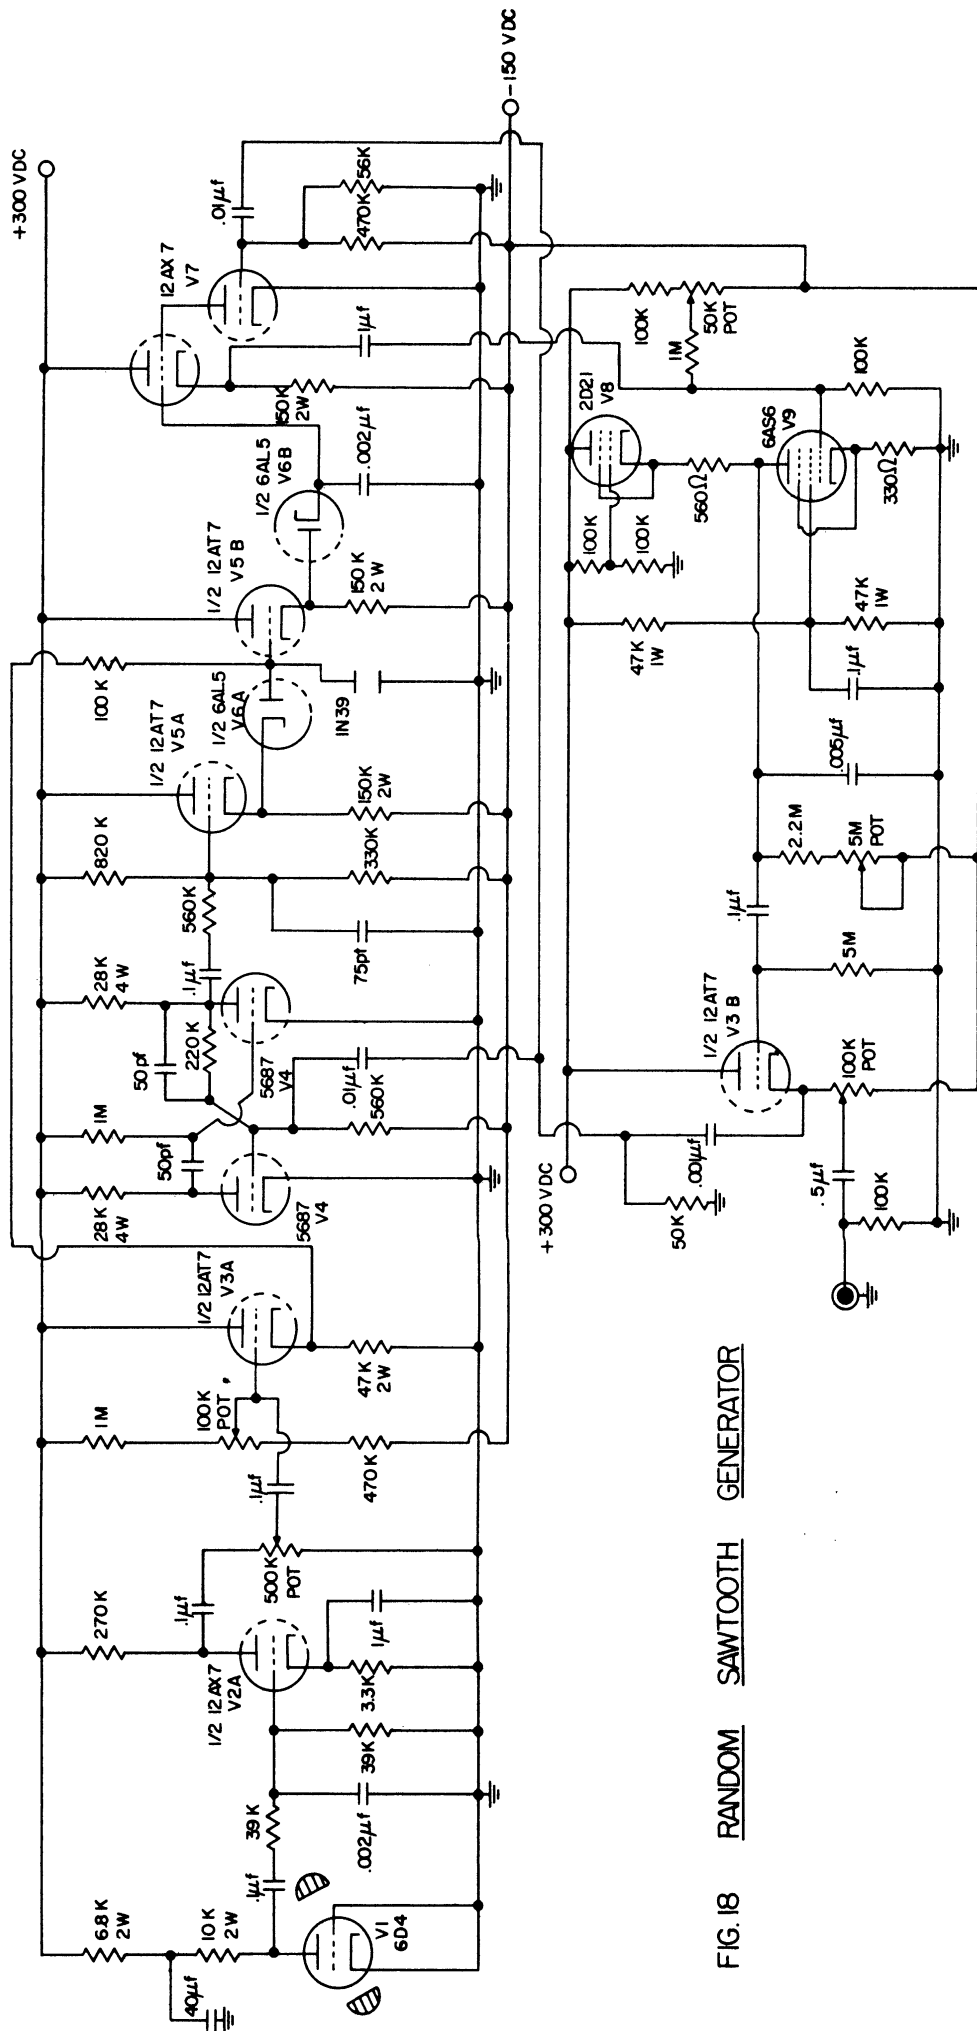 +300 VDC
-150 VDC
6.8K
2W
40μf
10K
2W
.1μf
V1
6D4
39K
.002μf
39K
270K
1/2 12AX7
V2A
3.3K
1μf
.1μf
500K
POT
.1μf
1M
100K
POT
470K
1/2 12AT7
V3A
47K
2W
28K
4W
50pf
1M
5687
V4
50pf
220K
5687
V4
.01μf
560K
28K
4W
.1μf
560K
75pf
820K
330K
1/2 12AT7
V5A
150K
2W
1/2 6AL5
V6A
100K
1N39
1/2 12AT7
V5B
150K
2W
1/2 6AL5
V6B
.002μf
150K
2W
12AX7
V7
1μf
.01μf
470K
56K
+300 VDC
50K
.001μf
.5μf
100K
100K
POT
1/2 12AT7
V3B
5M
.1μf
2.2M
5M
POT
.005μf
.1μf
47K
1W
47K
1W
100K
100K
2D21
V8
560Ω
6AS6
V9
330Ω
1M
100K
50K
POT
100K
FIG. 18 RANDOM SAWTOOTH GENERATOR